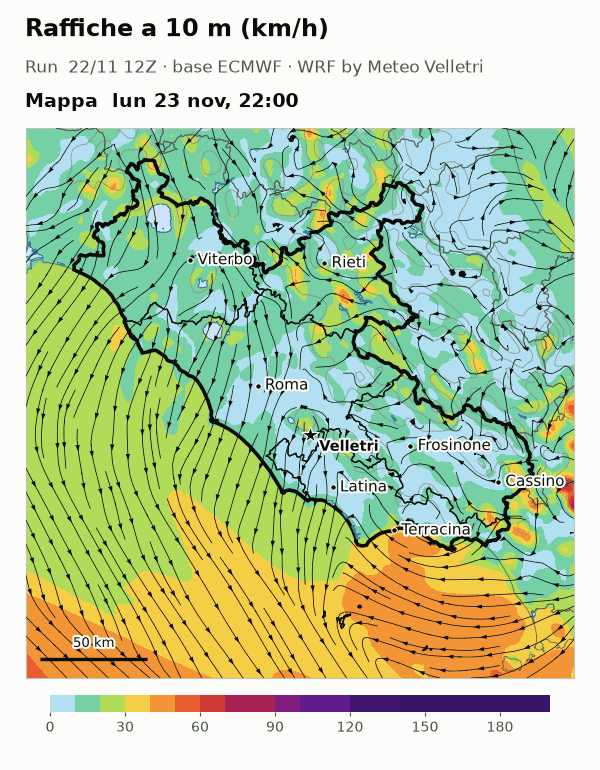 Raffiche a 10 m (km/h)
Run  22/11 12Z · base ECMWF · WRF by Meteo Velletri
Mappa  lun 23 nov, 22:00
Viterbo
Rieti
Roma
Velletri
Frosinone
Cassino
Latina
Terracina
50 km
0 30 60 90 120 150 180